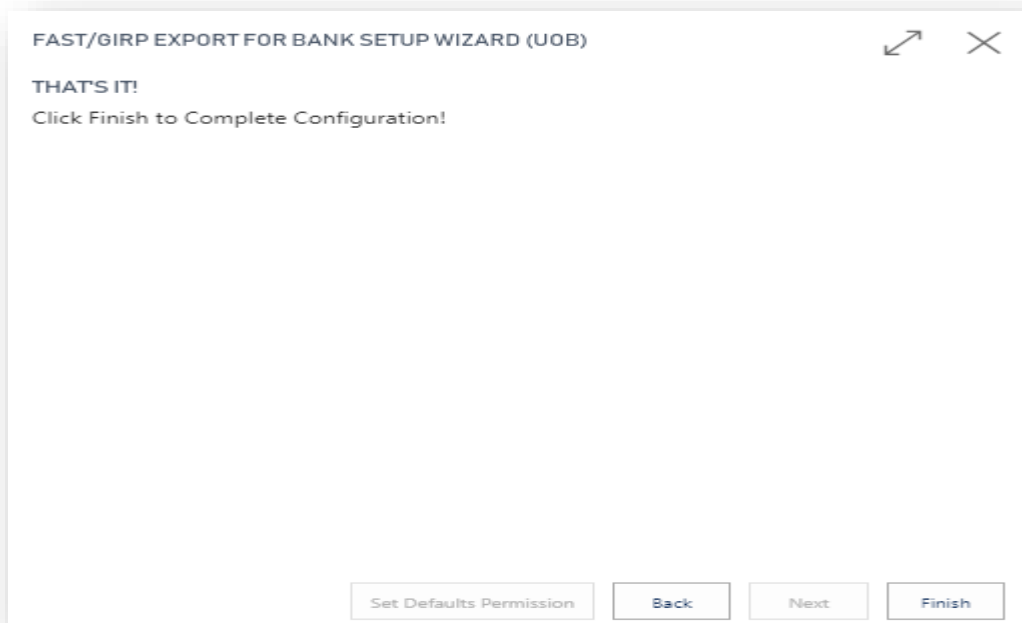 FAST/GIRP EXPORT FOR BANK SETUP WIZARD (UOB)
THAT'S IT!
Click Finish to Complete Configuration!
Set Defaults Permission
Back
Next
Finish